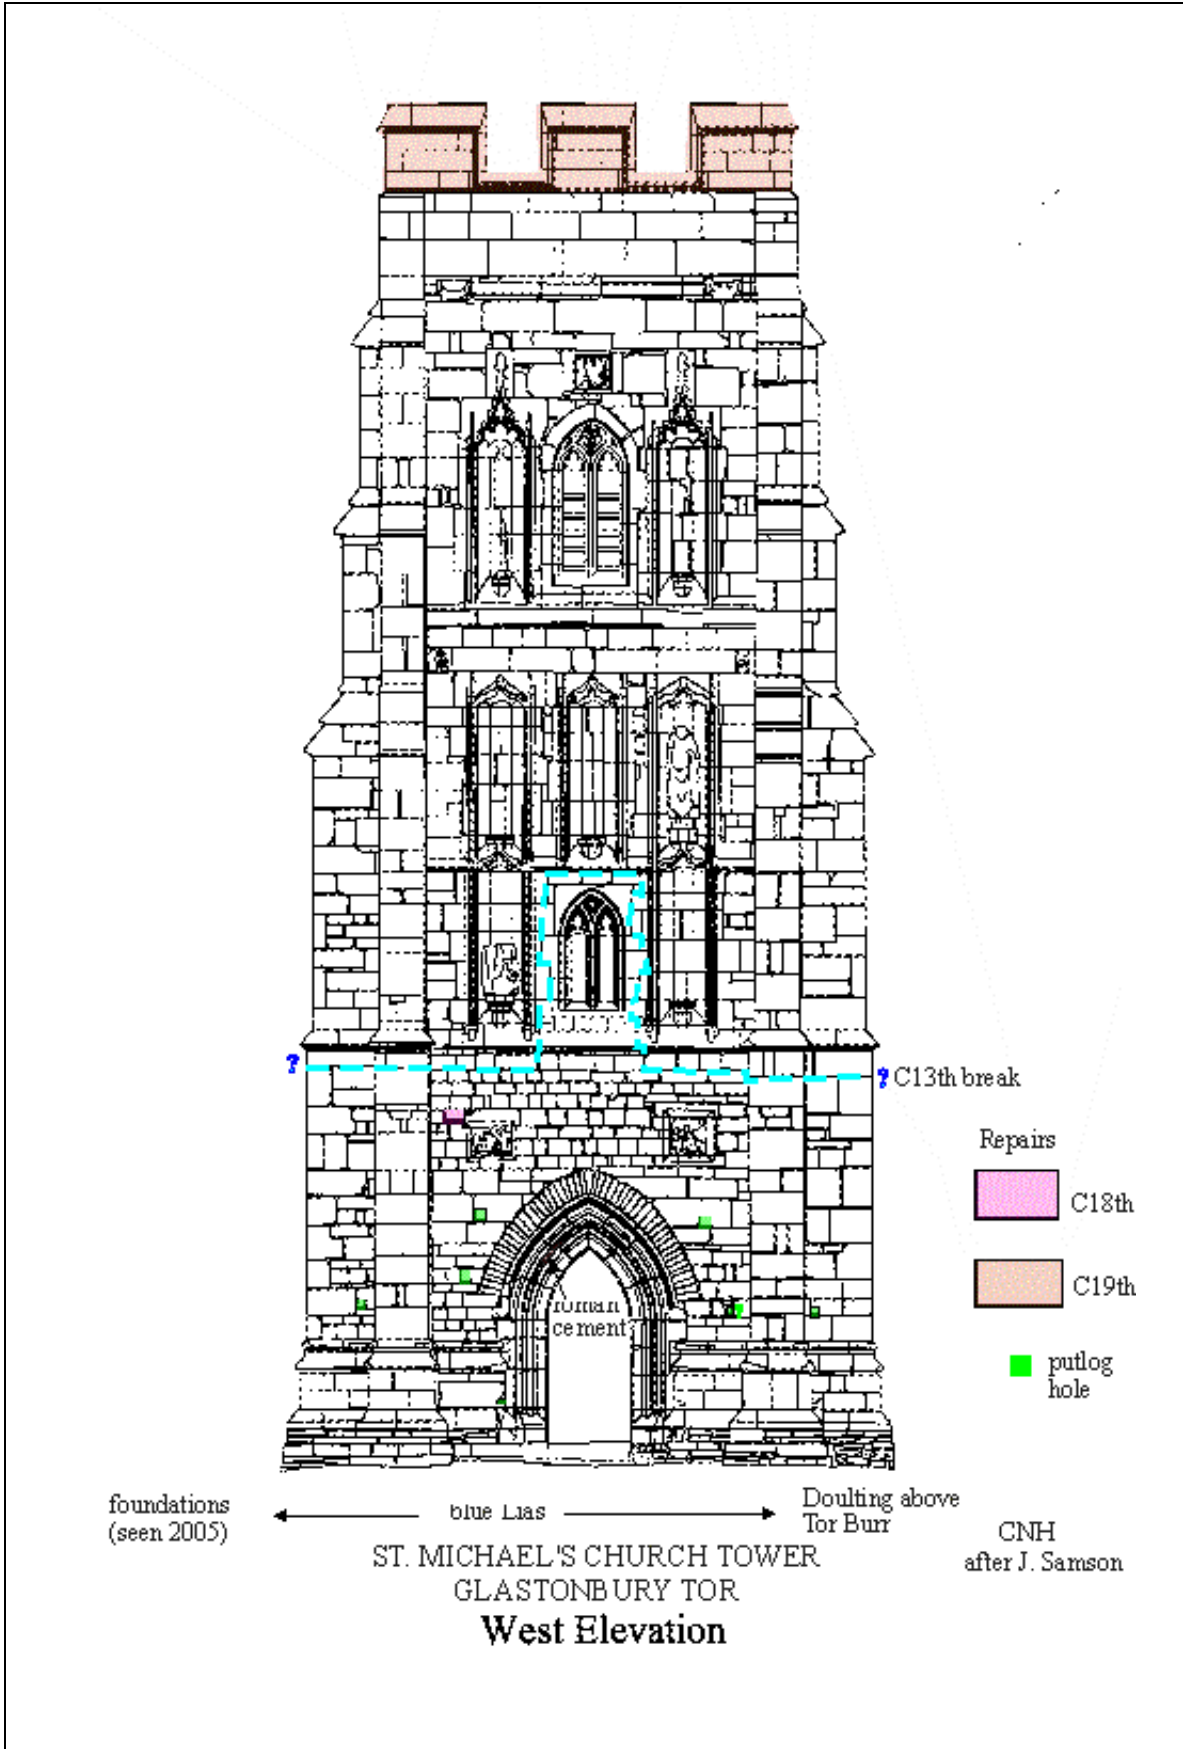 ? ? C13th break
Repairs
C18th
C19th
roman
cement
putlog
hole
foundations
(seen 2005)
blue Lias
Doulting above
Tor Burr
CNH
after J. Samson
ST. MICHAEL'S CHURCH TOWER
GLASTONBURY TOR
West Elevation